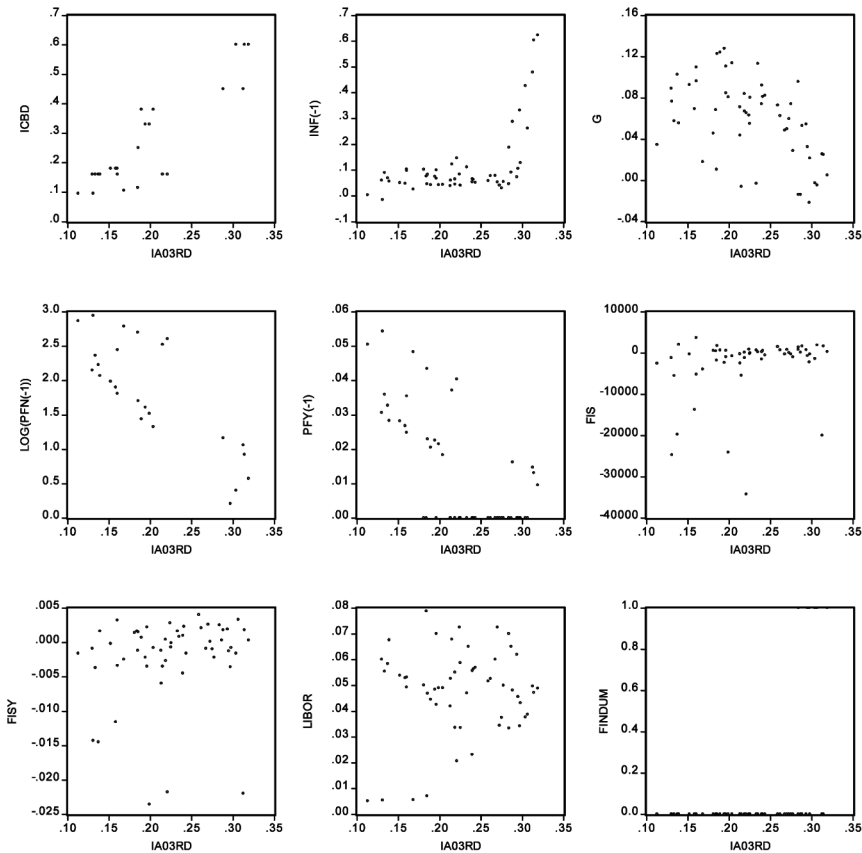 .7
.6
.5
.4
.3
.2
.1
.0
ICBD
.10 .15 .20 .25 .30 .35
IA03RD
.7
.6
.5
.4
.3
.2
.1
.0
-.1
INF(-1)
.10 .15 .20 .25 .30 .35
IA03RD
.16
.12
.08
.04
.00
-.04
G
.10 .15 .20 .25 .30 .35
IA03RD
3.0
2.5
2.0
1.5
1.0
0.5
0.0
LOG(PFN(-1))
.10 .15 .20 .25 .30 .35
IA03RD
.06
.05
.04
.03
.02
.01
.00
PFY(-1)
.10 .15 .20 .25 .30 .35
IA03RD
10000
0
-10000
-20000
-30000
-40000
FIS
.10 .15 .20 .25 .30 .35
IA03RD
.005
.000
-.005
-.010
-.015
-.020
-.025
FISY
.10 .15 .20 .25 .30 .35
IA03RD
.08
.07
.06
.05
.04
.03
.02
.01
.00
LIBOR
.10 .15 .20 .25 .30 .35
IA03RD
1.0
0.8
0.6
0.4
0.2
0.0
FINDUM
.10 .15 .20 .25 .30 .35
IA03RD